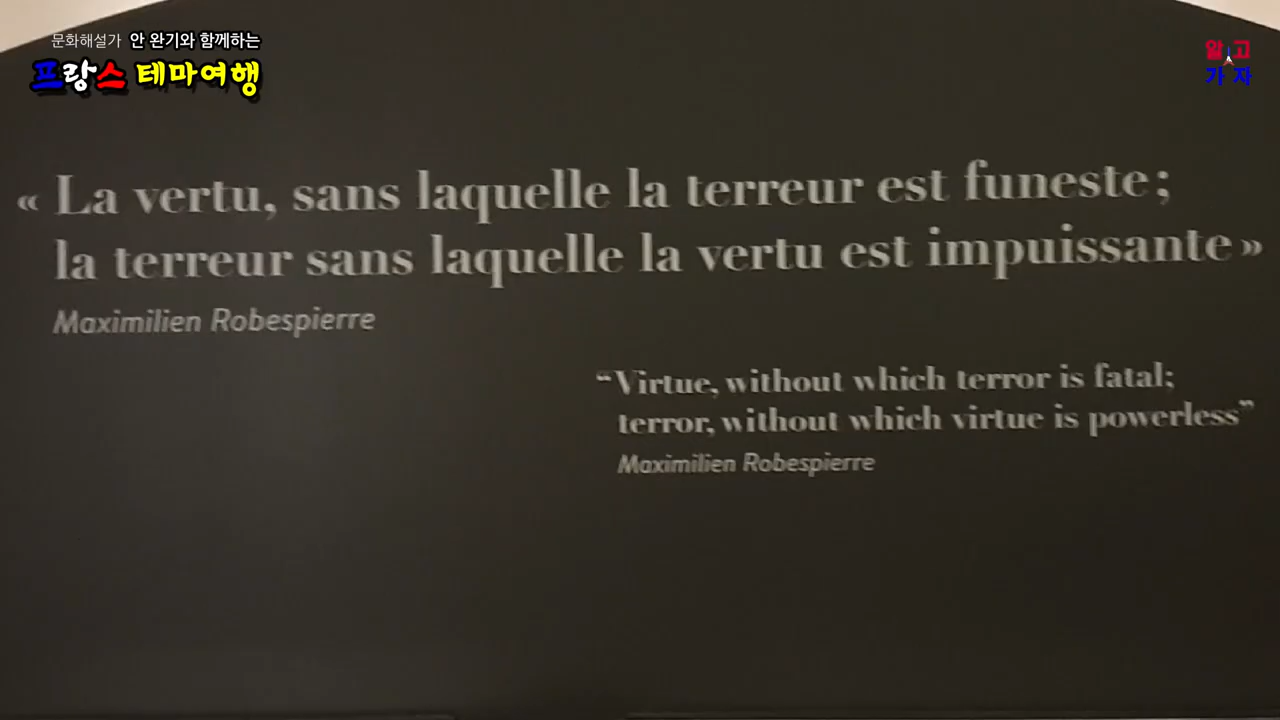 문화해설가 안 완기와 함께하는
프랑스 테마여행
알고
가자
« La vertu, sans laquelle la terreur est funeste ;
la terreur sans laquelle la vertu est impuissante »
Maximilien Robespierre
“Virtue, without which terror is fatal;
terror, without which virtue is powerless”
Maximilien Robespierre